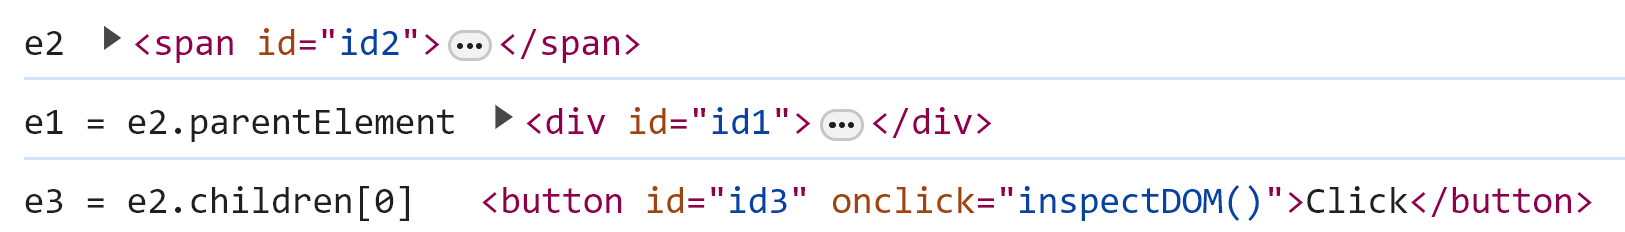 e2 ▶<span id="id2">…</span>
e1 = e2.parentElement ▶<div id="id1">…</div>
e3 = e2.children[0] <button id="id3" onclick="inspectDOM()">Click</button>